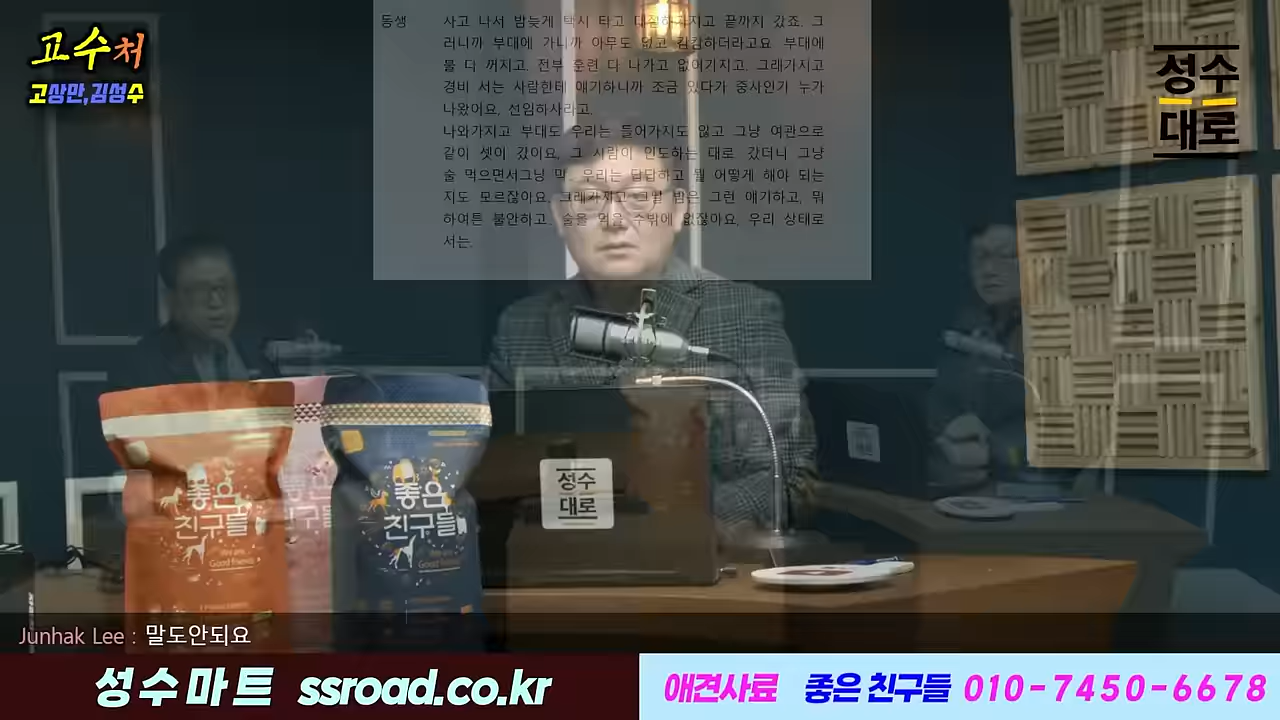 고수처
고상만,김성수
동생 사고 나서 밤늦게 택시 타고 대절해가지고 끝까지 갔죠. 그
러니까 부대에 가니까 아무도 없고 캄캄하더라고요 부대에
불 다 꺼지고. 전부 훈련 다 나가고 없어가지고. 그래가지고
경비 서는 사람한테 얘기하니까 조금 있다가 중사인가 누가
나왔어요. 선임하사라고.
나와가지고 부대도 우리는 들어가지도 않고 그냥 여관으로
같이 셋이 갔어요. 그 사람이 인도하는 대로 갔더니 그냥
술 먹으면서그냥 막. 우리는 답답하고 뭘 어떻게 해야 되는
지도 모르잖아요. 그래가지고 그날 밤은 그런 얘기하고, 뭐
하여튼 불안하고. 술을 먹을 수밖에 없잖아요. 우리 상태로
서는.
성수
대로
성수
대로
좋은
친구들
Good friends
좋은
친구들
Good friends
Junhak Lee : 말도안되요
성수마트 ssroad.co.kr
애견사료 좋은 친구들 010-7450-6678